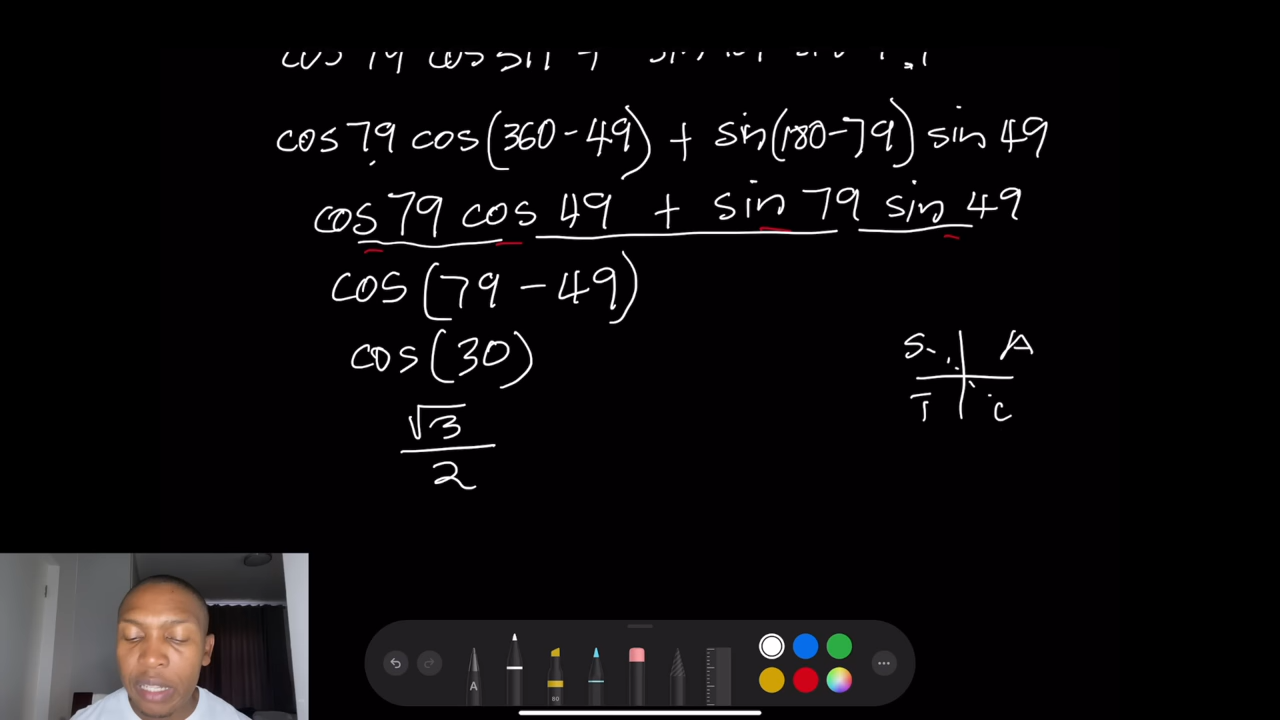 cos 79 cos(360-49) + sin(180-79) sin 49
cos 79 cos 49 + sin 79 sin 49
cos(79-49)
cos(30)
√3
2
S A
T C
A
80